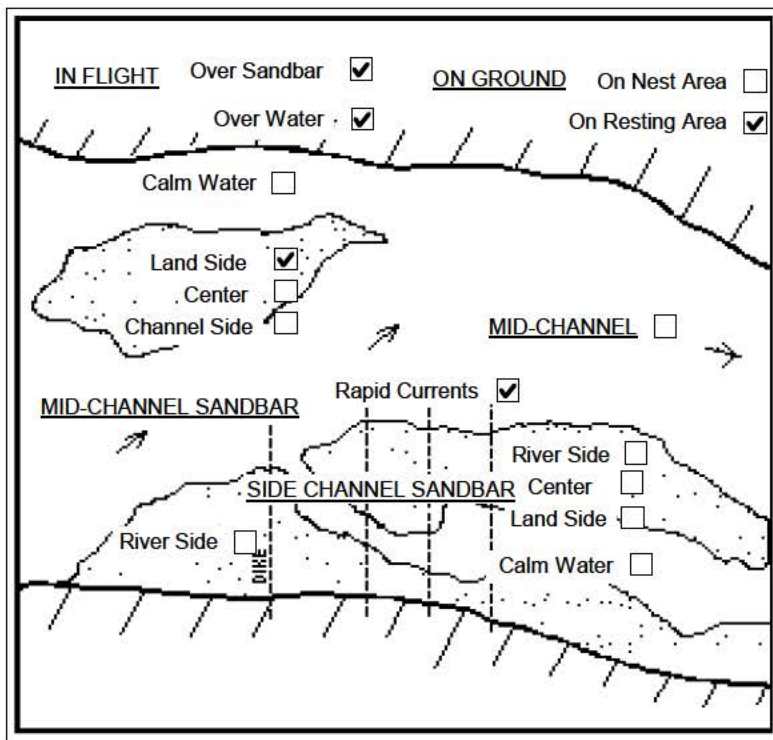 IN FLIGHT Over Sandbar ON GROUND On Nest Area
Over Water On Resting Area
Calm Water
Land Side
Center
Channel Side
MID-CHANNEL
Rapid Currents
MID-CHANNEL SANDBAR
River Side
SIDE CHANNEL SANDBAR Center
Land Side
River Side
Calm Water
DIKE